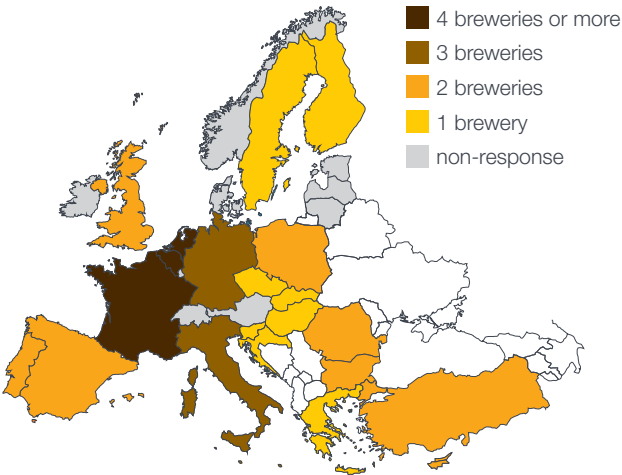 4 breweries or more
3 breweries
2 breweries
1 brewery
non-response